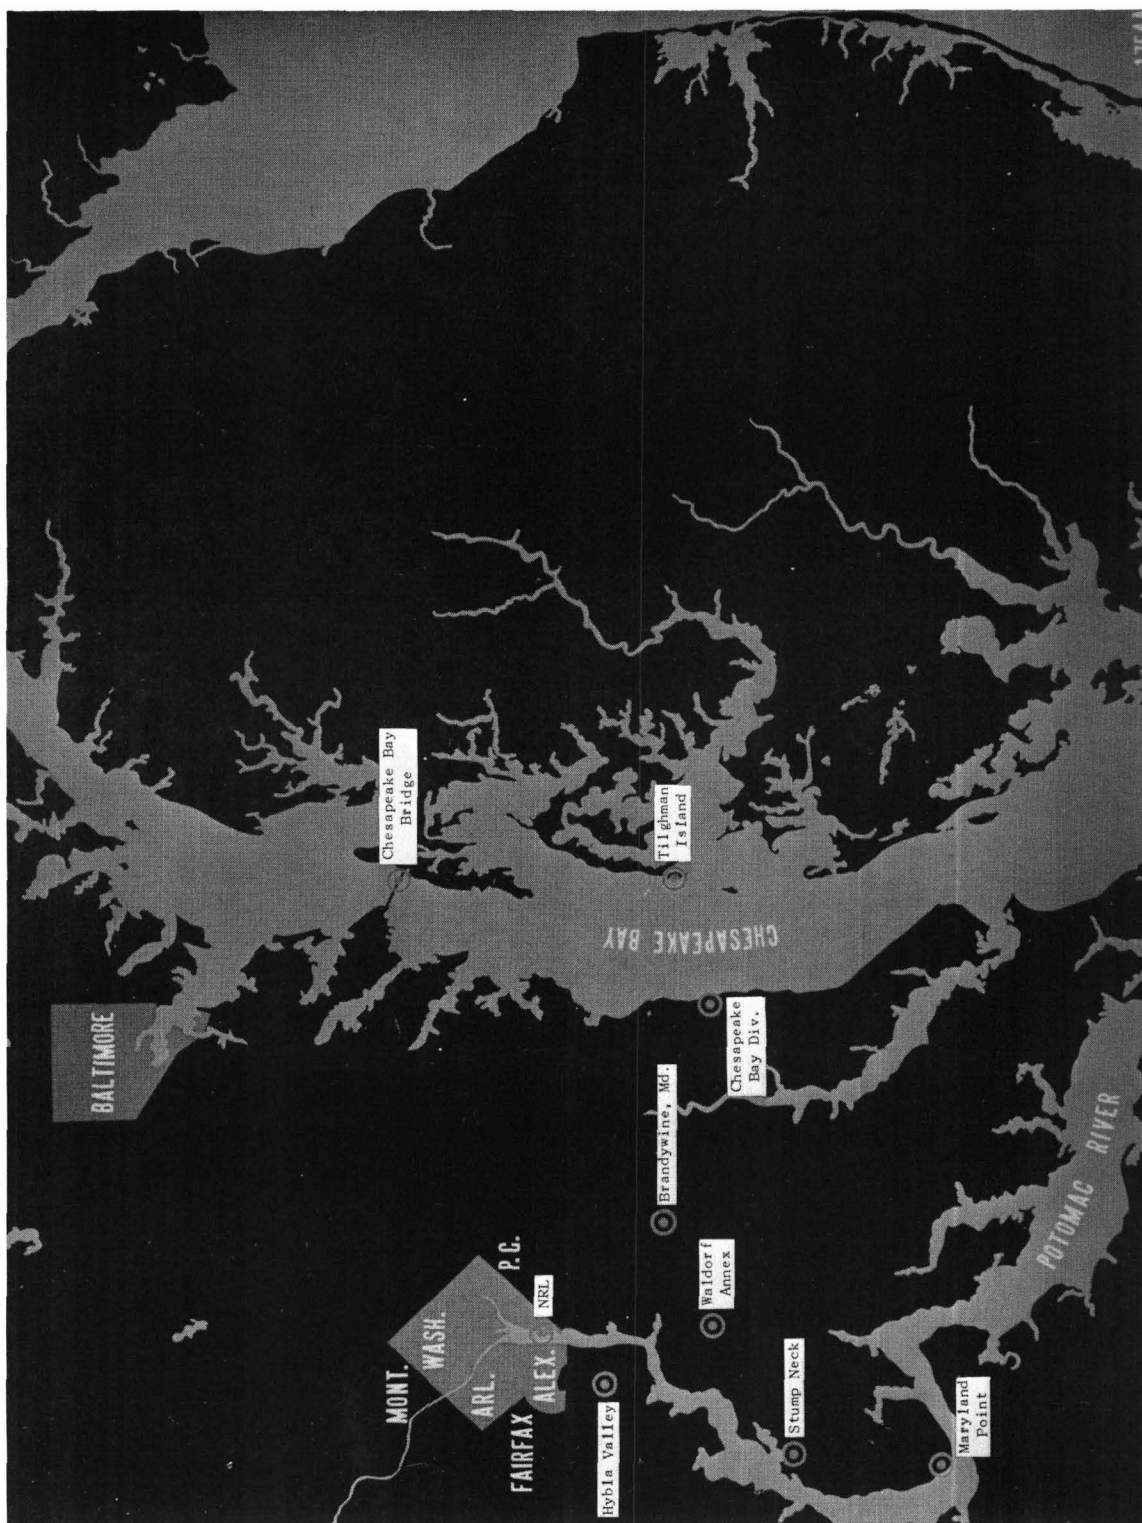 BALTIMORE
Chesapeake Bay
Bridge
Tilghman
Island
CHESAPEAKE BAY
Chesapeake
Bay Div.
Brandywine, Md.
MONT.
WASH.
P.G.
ARL.
ALEX.
NRL
FAIRFAX
Hybla Valley
Waldorf
Annex
Stump Neck
Maryland
Point
POTOMAC RIVER